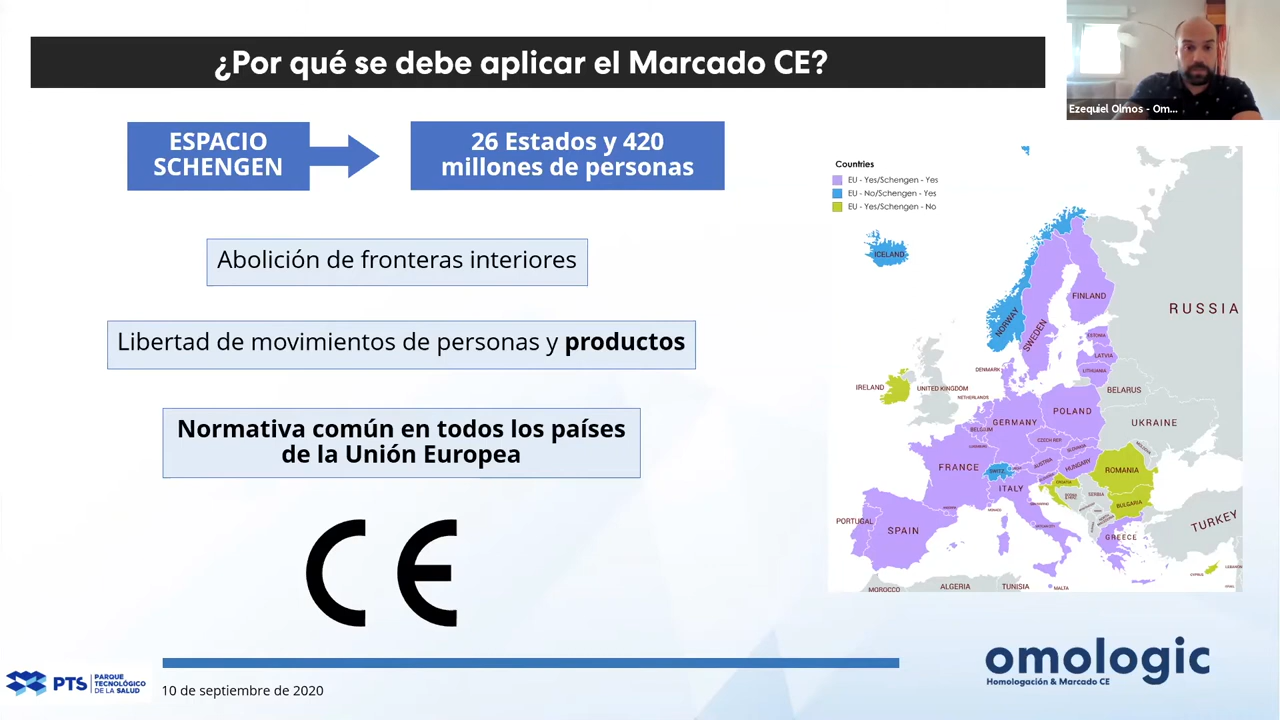 ¿Por qué se debe aplicar el Marcado CE?
Ezequiel Olmos - Om...
ESPACIO
SCHENGEN
26 Estados y 420
millones de personas
Abolición de fronteras interiores
Libertad de movimientos de personas y productos
Normativa común en todos los países
de la Unión Europea
CE
Countries
EU - Yes/Schengen - Yes
EU - No/Schengen - Yes
EU - Yes/Schengen - No
ICELAND
FINLAND
RUSSIA
NORWAY
SWEDEN
ESTONIA
LATVIA
DENMARK
LITHUANIA
IRELAND
UNITED KINGDOM
BELARUS
NETHERLANDS
POLAND
GERMANY
UKRAINE
BELGIUM
CZECH REP.
FRANCE
AUSTRIA
HUNGARY
ROMANIA
ITALY
CROATIA
SERBIA
BULGARIA
PORTUGAL
SPAIN
TURKEY
GREECE
CYPRUS
MOROCCO
ALGERIA
TUNISIA
MALTA
omologic
Homologación & Marcado CE
PTS
PARQUE
TECNOLÓGICO
DE LA SALUD
10 de septiembre de 2020